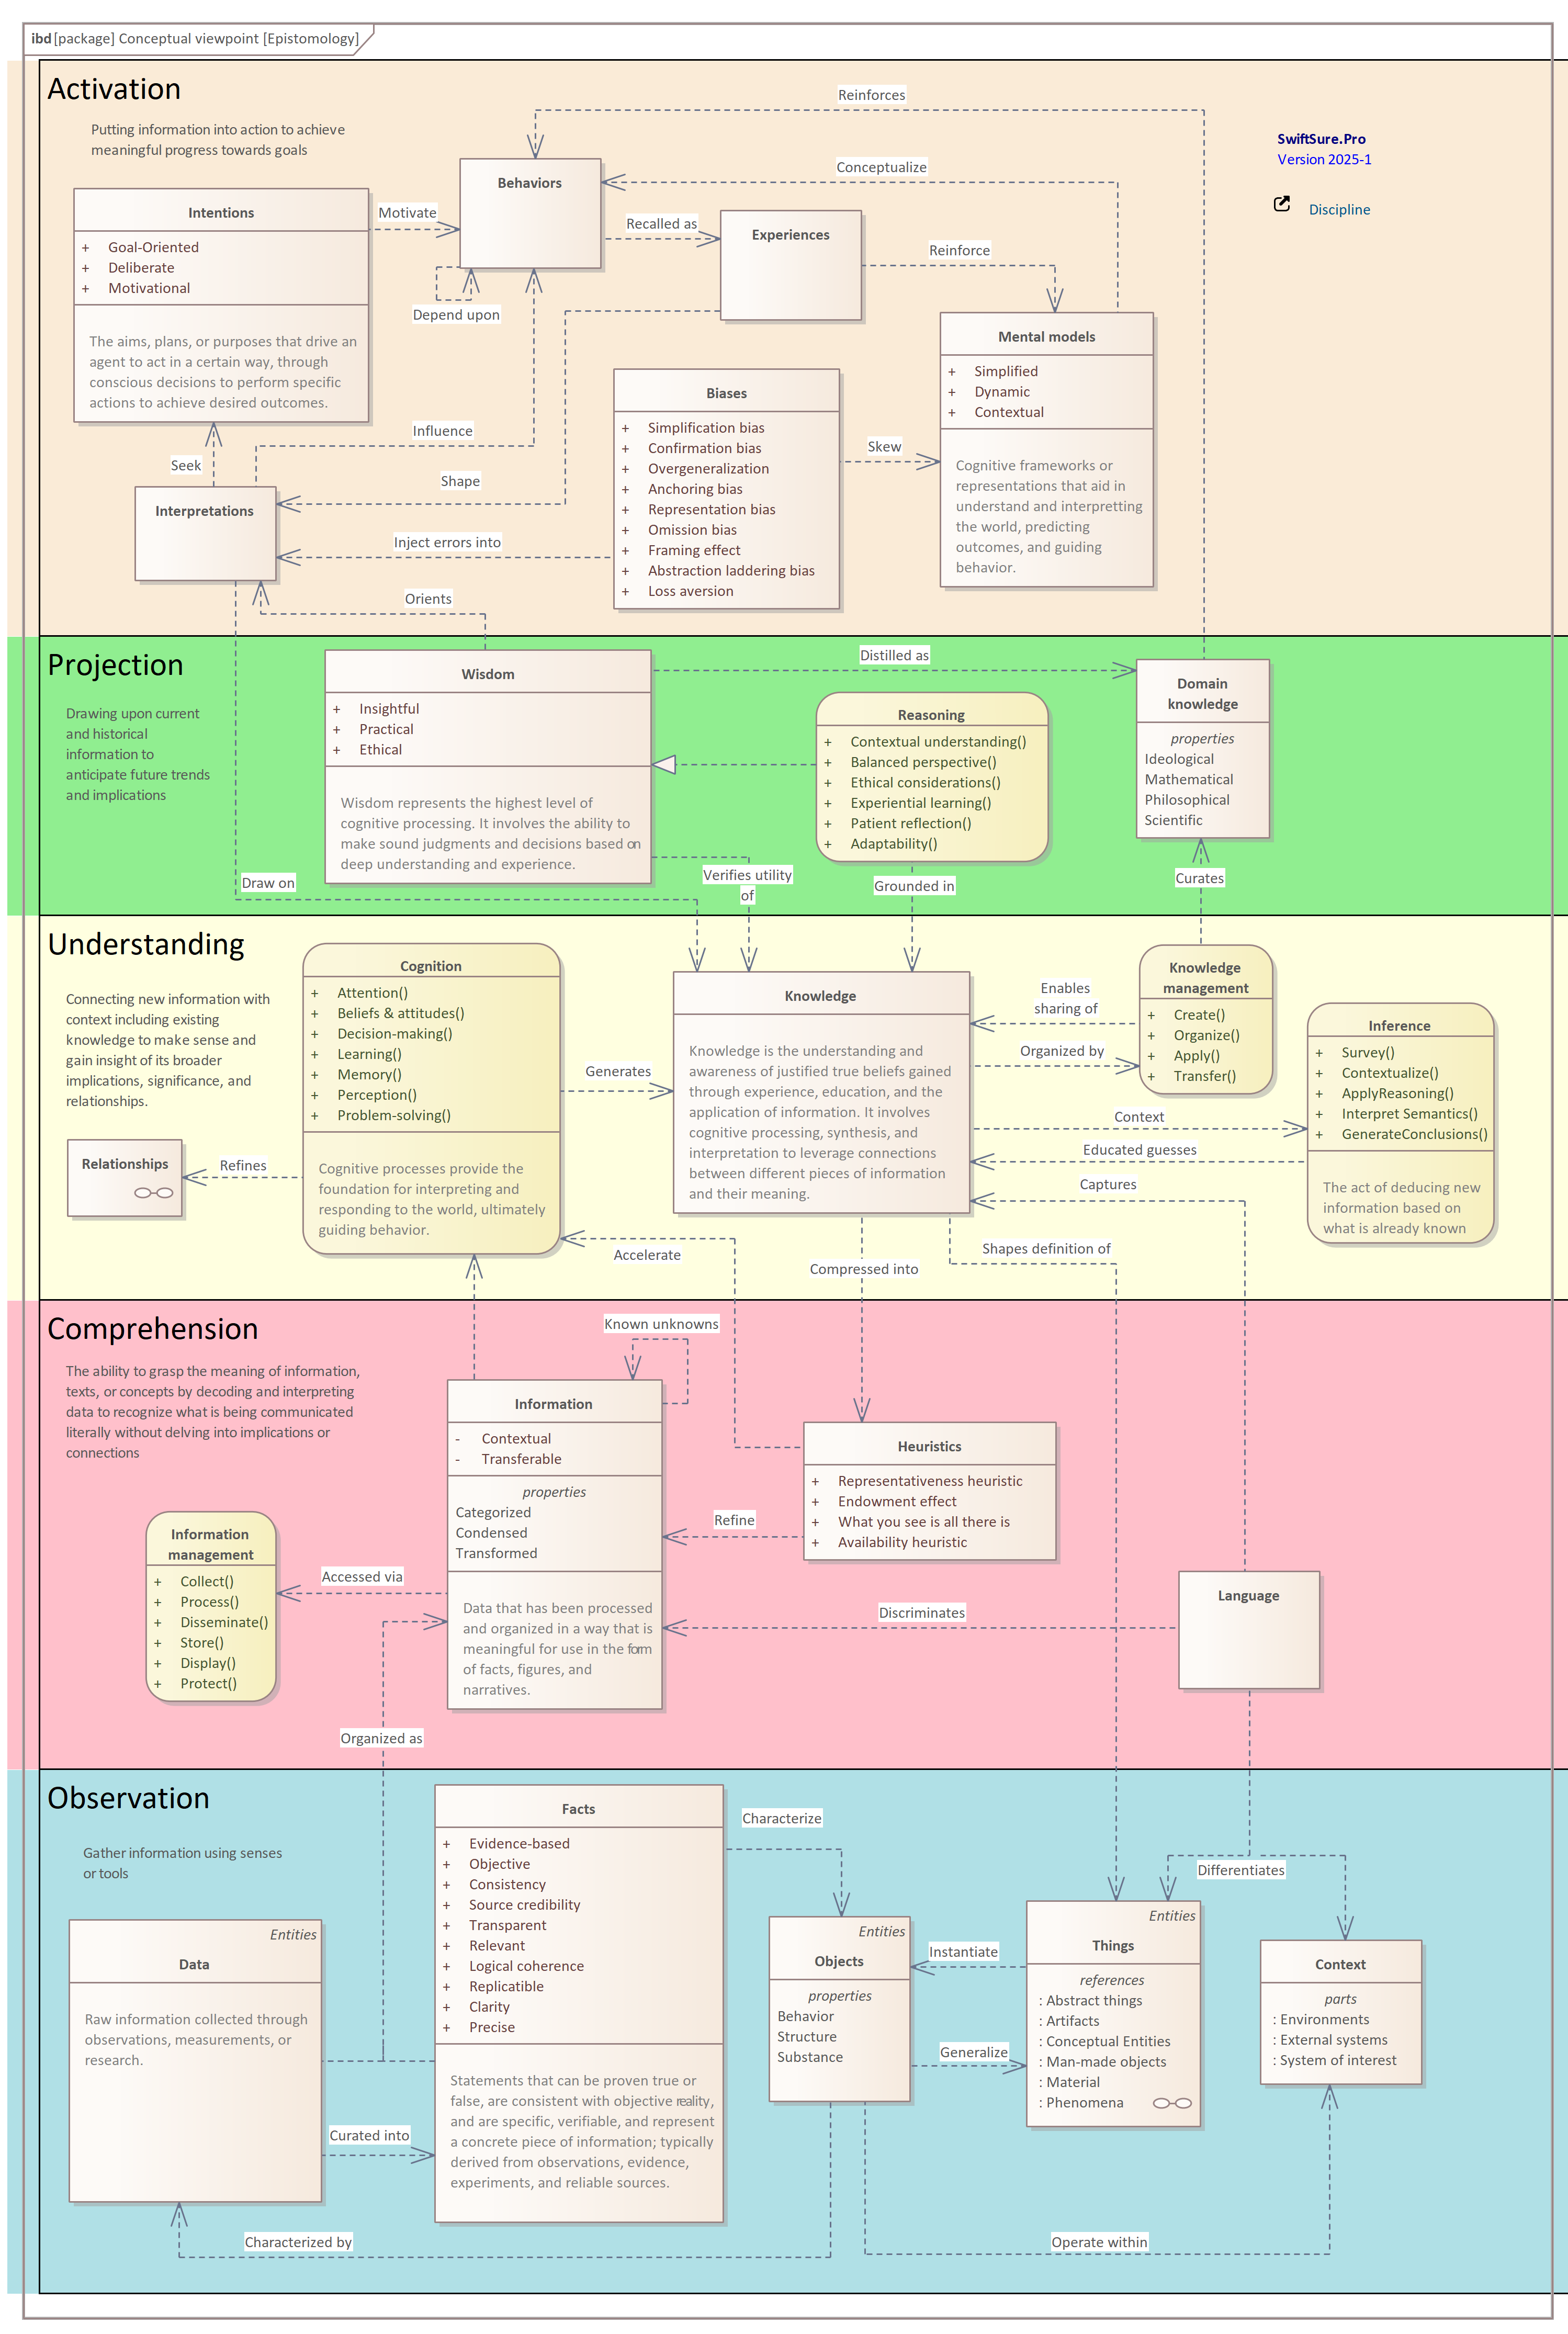 ibd [package] Conceptual viewpoint [Epistomology]
Activation
Putting information into action to achieve
meaningful progress towards goals
Reinforces
SwiftSure.Pro
Version 2025-1
Discipline
Conceptualize
Behaviors
Motivate
Recalled as
Depend upon
Intentions
+ Goal-Oriented
+ Deliberate
+ Motivational
The aims, plans, or purposes that drive an
agent to act in a certain way, through
conscious decisions to perform specific
actions to achieve desired outcomes.
Experiences
Reinforce
Mental models
+ Simplified
+ Dynamic
+ Contextual
Cognitive frameworks or
representations that aid in
understand and interpretting
the world, predicting
outcomes, and guiding
behavior.
Biases
+ Simplification bias
+ Confirmation bias
+ Overgeneralization
+ Anchoring bias
+ Representation bias
+ Omission bias
+ Framing effect
+ Abstraction laddering bias
+ Loss aversion
Skew
Influence
Seek
Shape
Interpretations
Inject errors into
Orients
Projection
Drawing upon current
and historical
information to
anticipate future trends
and implications
Wisdom
+ Insightful
+ Practical
+ Ethical
Wisdom represents the highest level of
cognitive processing. It involves the ability to
make sound judgments and decisions based on
deep understanding and experience.
Distilled as
Reasoning
+ Contextual understanding()
+ Balanced perspective()
+ Ethical considerations()
+ Experiential learning()
+ Patient reflection()
+ Adaptability()
Domain
knowledge
properties
Ideological
Mathematical
Philosophical
Scientific
Draw on
Verifies utility
of
Grounded in
Curates
Understanding
Connecting new information with
context including existing
knowledge to make sense and
gain insight of its broader
implications, significance, and
relationships.
Cognition
+ Attention()
+ Beliefs & attitudes()
+ Decision-making()
+ Learning()
+ Memory()
+ Perception()
+ Problem-solving()
Cognitive processes provide the
foundation for interpreting and
responding to the world, ultimately
guiding behavior.
Relationships
Refines
Generates
Knowledge
Knowledge is the understanding and
awareness of justified true beliefs gained
through experience, education, and the
application of information. It involves
cognitive processing, synthesis, and
interpretation to leverage connections
between different pieces of information
and their meaning.
Enables
sharing of
Organized by
Knowledge
management
+ Create()
+ Organize()
+ Apply()
+ Transfer()
Inference
+ Survey()
+ Contextualize()
+ ApplyReasoning()
+ Interpret Semantics()
+ GenerateConclusions()
The act of deducing new
information based on
what is already known
Context
Educated guesses
Captures
Accelerate
Compressed into
Shapes definition of
Comprehension
The ability to grasp the meaning of information,
texts, or concepts by decoding and interpreting
data to recognize what is being communicated
literally without delving into implications or
connections
Known unknowns
Information
- Contextual
- Transferable
properties
Categorized
Condensed
Transformed
Data that has been processed
and organized in a way that is
meaningful for use in the form
of facts, figures, and
narratives.
Heuristics
+ Representativeness heuristic
+ Endowment effect
+ What you see is all there is
+ Availability heuristic
Refine
Information
management
+ Collect()
+ Process()
+ Disseminate()
+ Store()
+ Display()
+ Protect()
Accessed via
Discriminates
Language
Organized as
Observation
Gather information using senses
or tools
Facts
+ Evidence-based
+ Objective
+ Consistency
+ Source credibility
+ Transparent
+ Relevant
+ Logical coherence
+ Replicatible
+ Clarity
+ Precise
Statements that can be proven true or
false, are consistent with objective reality,
and are specific, verifiable, and represent
a concrete piece of information; typically
derived from observations, evidence,
experiments, and reliable sources.
Characterize
Differentiates
Entities
Data
Raw information collected through
observations, measurements, or
research.
Curated into
Entities
Objects
properties
Behavior
Structure
Substance
Instantiate
Generalize
Entities
Things
references
: Abstract things
: Artifacts
: Conceptual Entities
: Man-made objects
: Material
: Phenomena
Context
parts
: Environments
: External systems
: System of interest
Characterized by
Operate within